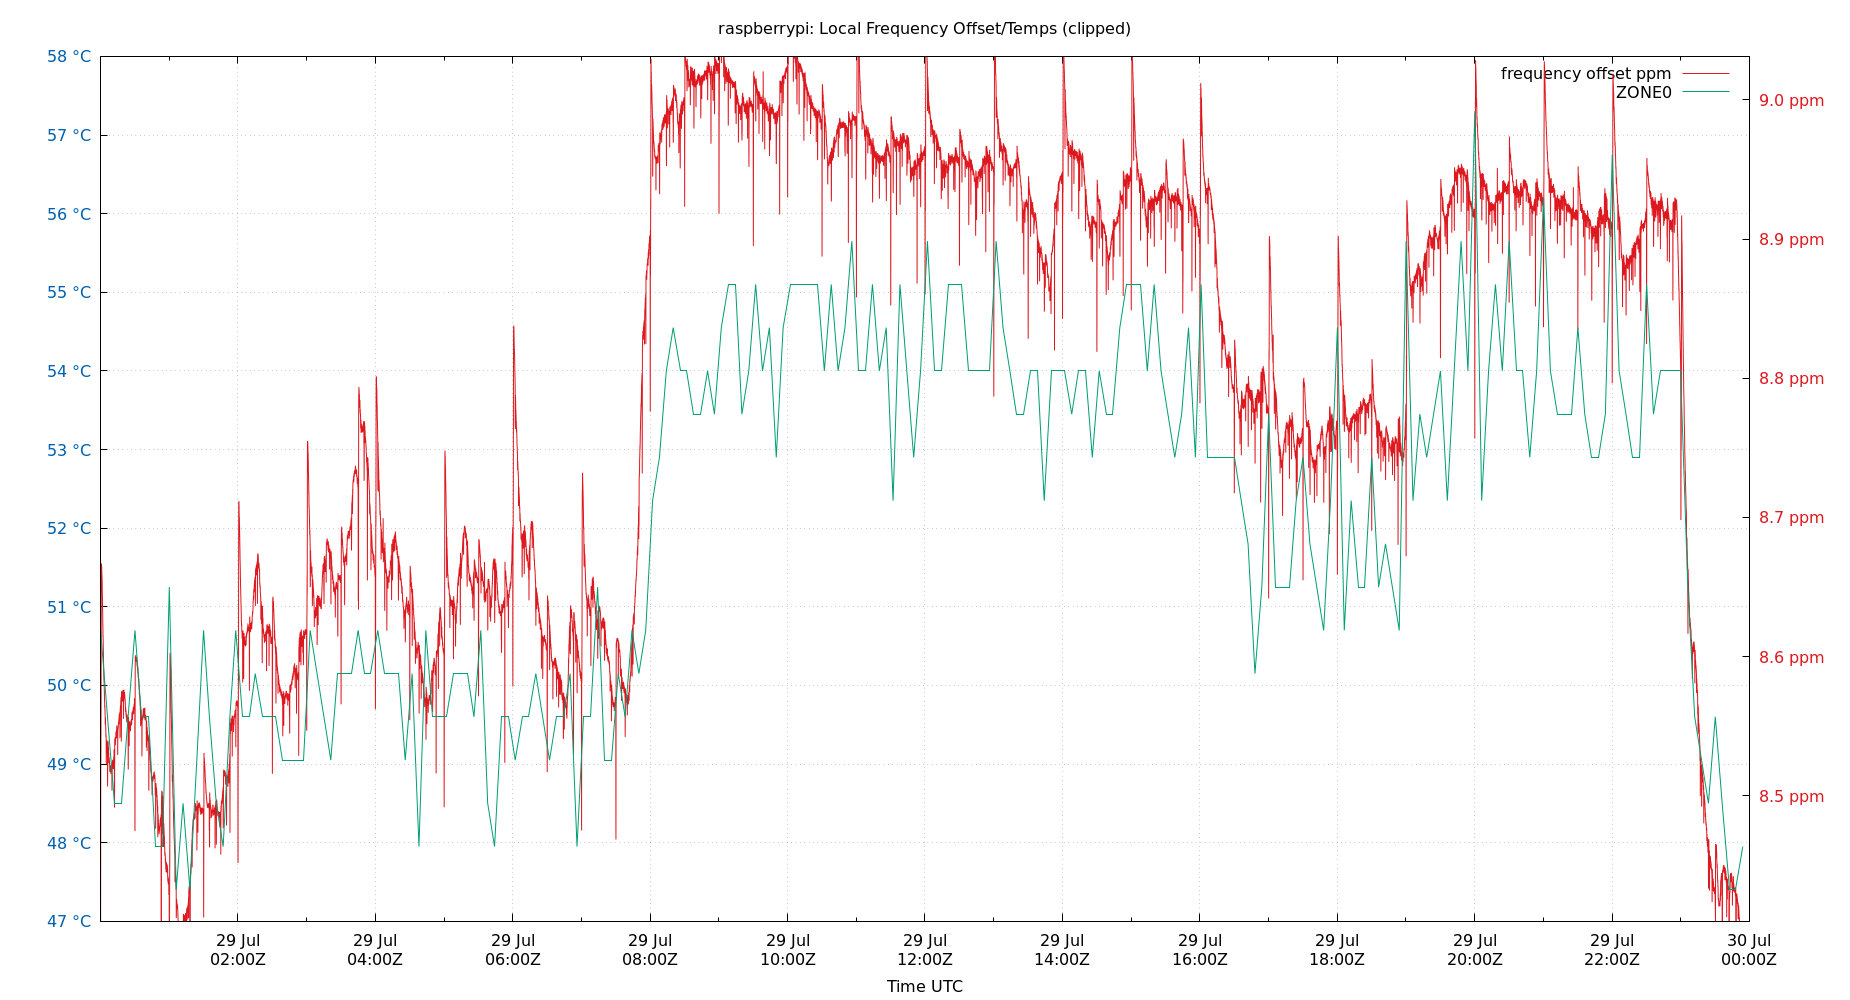 raspberrypi: Local Frequency Offset/Temps (clipped)
frequency offset ppm
ZONE0
58 °C
57 °C
56 °C
55 °C
54 °C
53 °C
52 °C
51 °C
50 °C
49 °C
48 °C
47 °C
9.0 ppm
8.9 ppm
8.8 ppm
8.7 ppm
8.6 ppm
8.5 ppm
29 Jul
02:00Z
29 Jul
04:00Z
29 Jul
06:00Z
29 Jul
08:00Z
29 Jul
10:00Z
29 Jul
12:00Z
29 Jul
14:00Z
29 Jul
16:00Z
29 Jul
18:00Z
29 Jul
20:00Z
29 Jul
22:00Z
30 Jul
00:00Z
Time UTC